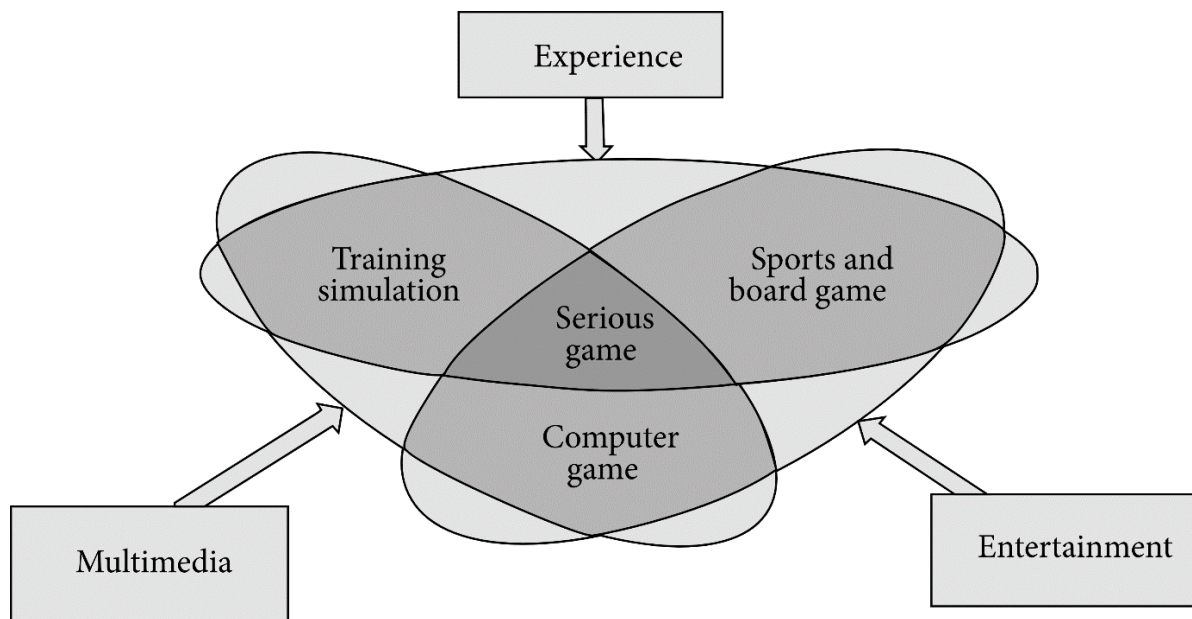 Experience
Training
simulation
Sports and
board game
Serious
game
Computer
game
Multimedia
Entertainment